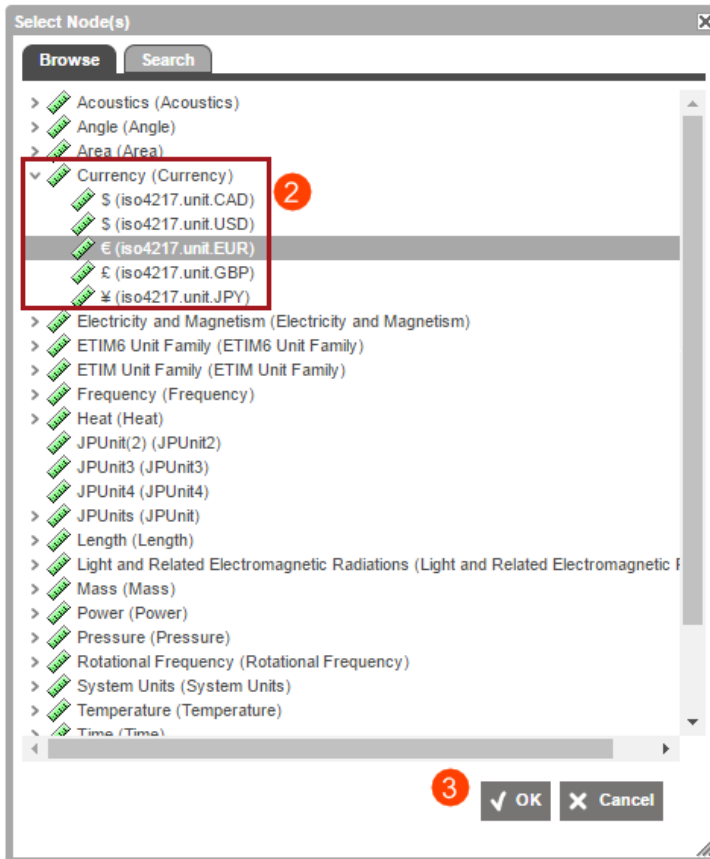 Select Node(s)
Browse Search
Acoustics (Acoustics)
Angle (Angle)
Area (Area)
Currency (Currency)
2
$ (iso4217.unit.CAD)
$ (iso4217.unit.USD)
€ (iso4217.unit.EUR)
£ (iso4217.unit.GBP)
¥ (iso4217.unit.JPY)
Electricity and Magnetism (Electricity and Magnetism)
ETIM6 Unit Family (ETIM6 Unit Family)
ETIM Unit Family (ETIM Unit Family)
Frequency (Frequency)
Heat (Heat)
JPUnit(2) (JPUnit2)
JPUnit3 (JPUnit3)
JPUnit4 (JPUnit4)
JPUnits (JPUnit)
Length (Length)
Light and Related Electromagnetic Radiations (Light and Related Electromagnetic
Mass (Mass)
Power (Power)
Pressure (Pressure)
Rotational Frequency (Rotational Frequency)
System Units (System Units)
Temperature (Temperature)
Time (Time)
3
OK Cancel